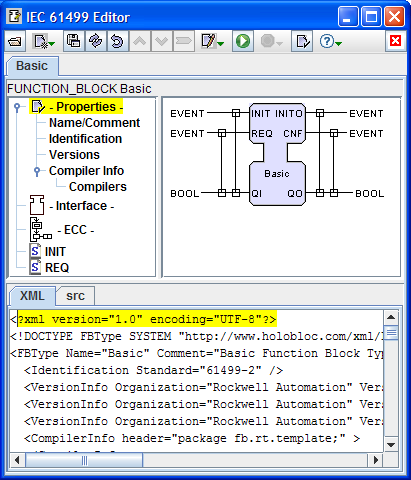 IEC 61499 Editor
Basic
FUNCTION_BLOCK Basic
- Properties-
Name/Comment
Identification
Versions
Compiler Info
Compilers
- Interface-
- ECC-
INIT
REQ
EVENT INIT INITO EVENT
EVENT REQ CNF EVENT
Basic
BOOL QI QO BOOL
XML src
<?xml version="1.0" encoding="UTF-8"?>
<!DOCTYPE FBType SYSTEM "http://www.holobloc.com/xml/
<FBType Name="Basic" Comment="Basic Function Block Typ
<Identification Standard="61499-2" />
<VersionInfo Organization="Rockwell Automation" Vers
<VersionInfo Organization="Rockwell Automation" Vers
<VersionInfo Organization="Rockwell Automation" Vers
<CompilerInfo header="package fb.rt.template;" >